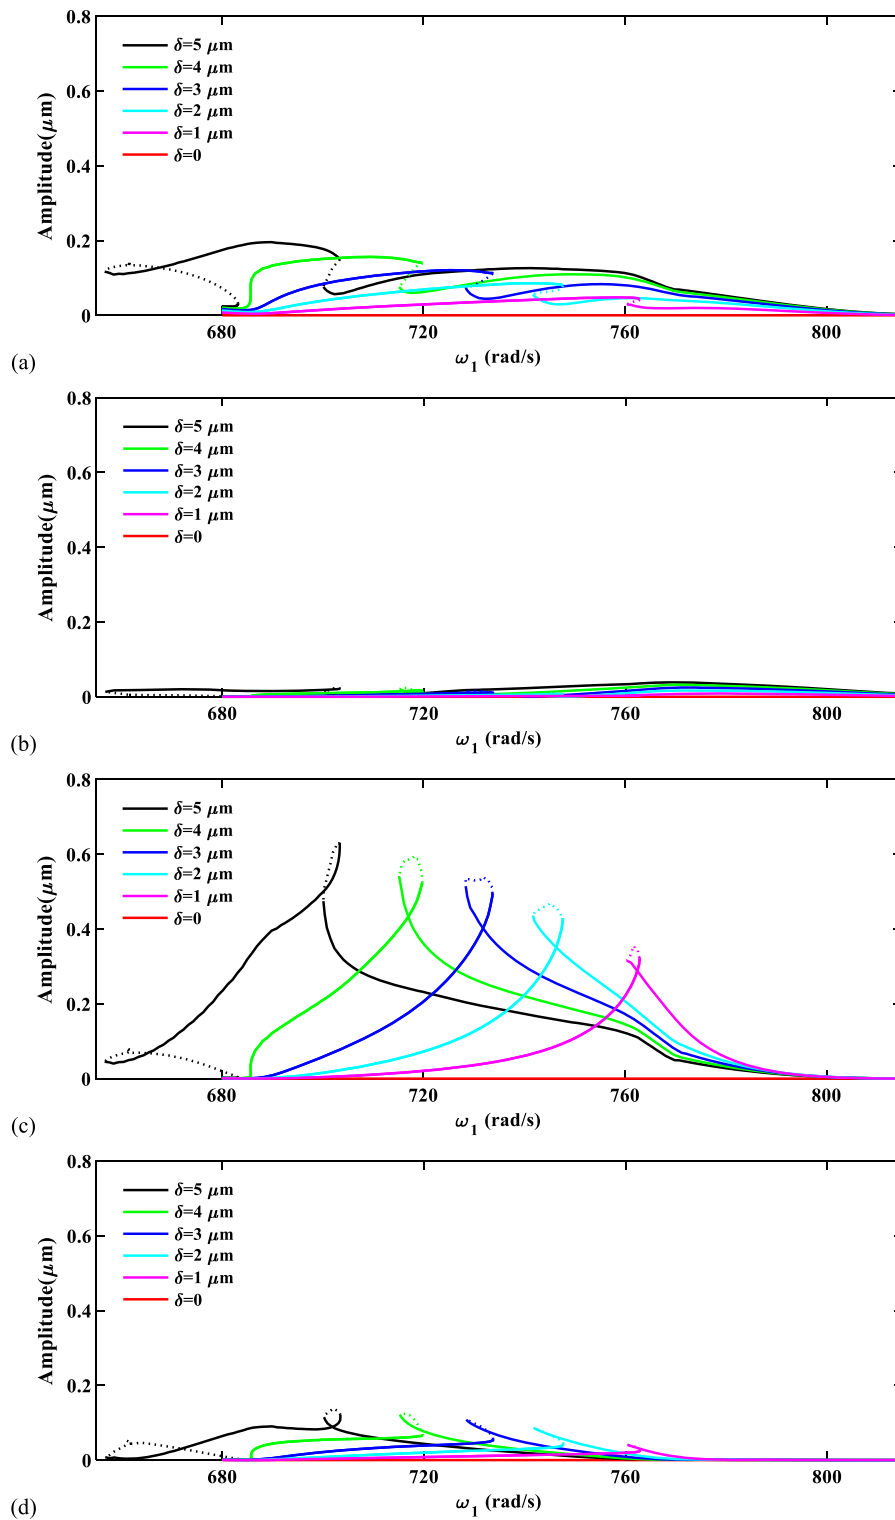 0.8
δ=5 μm
δ=4 μm
0.6
δ=3 μm
δ=2 μm
δ=1 μm
δ=0
0.4
Amplitude(μm)
0.2
0
680 720 760 800
(a)
ω1 (rad/s)
0.8
δ=5 μm
δ=4 μm
0.6
δ=3 μm
δ=2 μm
δ=1 μm
δ=0
0.4
Amplitude(μm)
0.2
0
680 720 760 800
(b)
ω1 (rad/s)
0.8
δ=5 μm
δ=4 μm
0.6
δ=3 μm
δ=2 μm
δ=1 μm
δ=0
0.4
Amplitude(μm)
0.2
0
680 720 760 800
(c)
ω1 (rad/s)
0.8
δ=5 μm
δ=4 μm
0.6
δ=3 μm
δ=2 μm
δ=1 μm
δ=0
0.4
Amplitude(μm)
0.2
0
680 720 760 800
(d)
ω1 (rad/s)